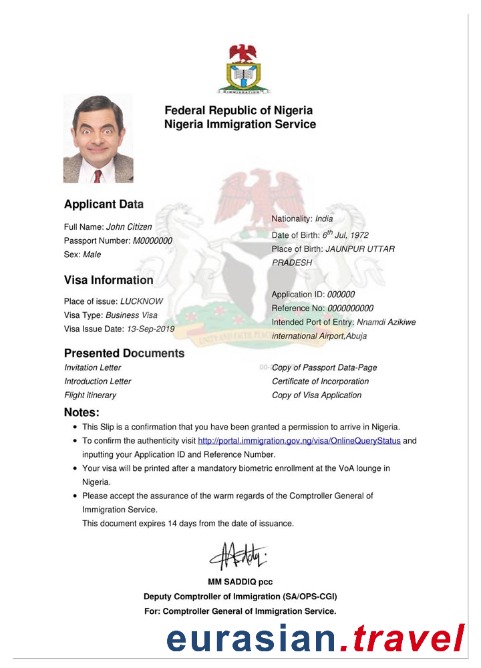 IMMIGRATION
Federal Republic of Nigeria
Nigeria Immigration Service
Applicant Data
Full Name: John Citizen
Passport Number: M0000000
Sex: Male
Nationality: India
Date of Birth: 6th Jul, 1972
Place of Birth: JAUNPUR UTTAR
PRADESH
Visa Information
Place of issue: LUCKNOW
Visa Type: Business Visa
Visa Issue Date: 13-Sep-2019
Application ID: 000000
Reference No: 0000000000
Intended Port of Entry: Nnamdi Azikiwe
international Airport,Abuja
Presented Documents
Invitation Letter
Introduction Letter
Flight itinerary
Copy of Passport Data-Page
Certificate of Incorporation
Copy of Visa Application
Notes:
• This Slip is a confirmation that you have been granted a permission to arrive in Nigeria.
• To confirm the authenticity visit http://portal.immigration.gov.ng/visa/OnlineQueryStatus and
inputting your Application ID and Reference Number.
• Your visa will be printed after a mandatory biometric enrollment at the VoA lounge in
Nigeria.
• Please accept the assurance of the warm regards of the Comptroller General of
Immigration Service.
This document expires 14 days from the date of issuance.
MM SADDIQ pcc
Deputy Comptroller of Immigration (SA/OPS-CGI)
For: Comptroller General of Immigration Service.
eurasian.travel